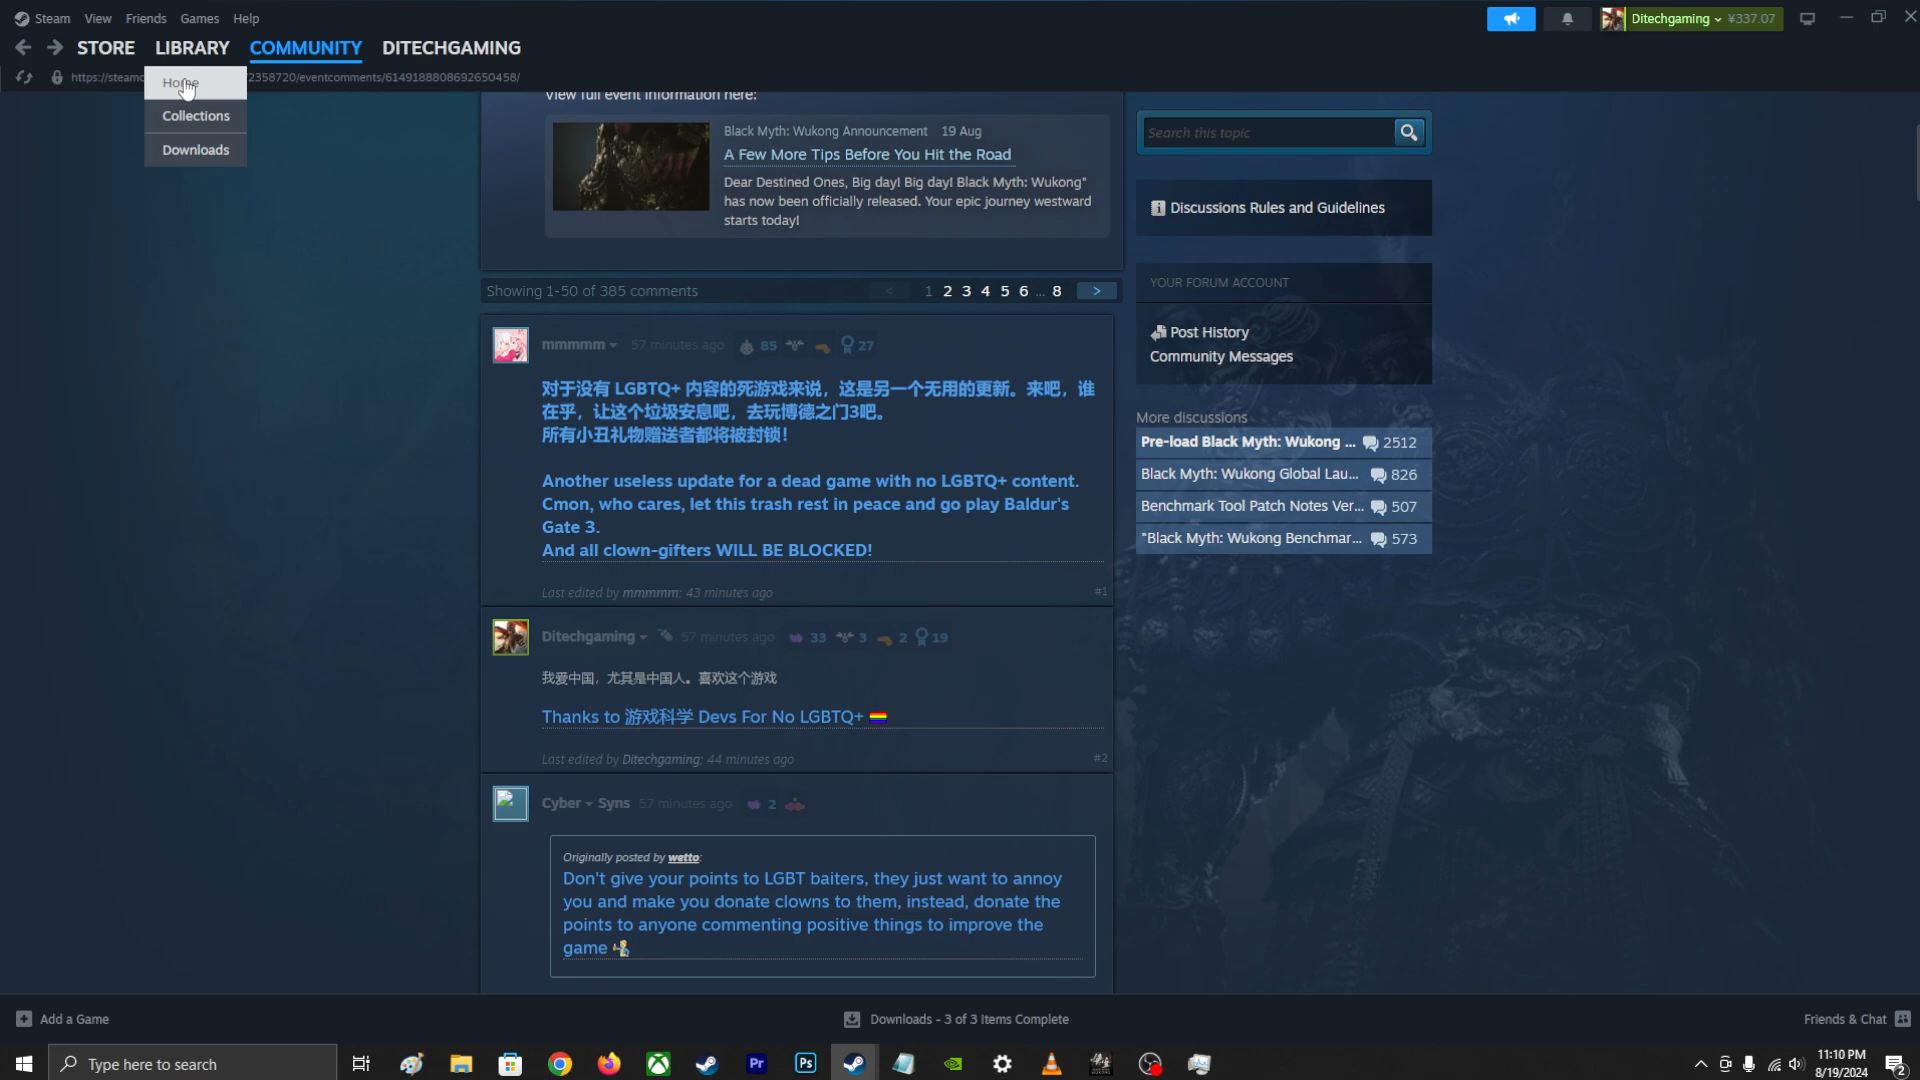 Steam View Friends Games Help
Ditechgaming ¥337.07
STORE LIBRARY COMMUNITY DITECHGAMING
https://steamc 2358720/eventcomments/6149188808692650458/
Home
Collections
Downloads
View full event information here:
Black Myth: Wukong Announcement 19 Aug
A Few More Tips Before You Hit the Road
Dear Destined Ones, Big day! Big day! Black Myth: Wukong"
has now been officially released. Your epic journey westward
starts today!
Search this topic
Discussions Rules and Guidelines
YOUR FORUM ACCOUNT
Post History
Community Messages
More discussions
Pre-load Black Myth: Wukong ... 2512
Black Myth: Wukong Global Lau... 826
Benchmark Tool Patch Notes Ver... 507
"Black Myth: Wukong Benchmar... 573
Showing 1-50 of 385 comments
< 1 2 3 4 5 6 ... 8 >
mmmmm 57 minutes ago 85 27
对于没有 LGBTQ+ 内容的死游戏来说，这是另一个无用的更新。来吧，谁
在乎，让这个垃圾安息吧，去玩博德之门3吧。
所有小丑礼物赠送者都将被封锁！
Another useless update for a dead game with no LGBTQ+ content.
Cmon, who cares, let this trash rest in peace and go play Baldur's
Gate 3.
And all clown-gifters WILL BE BLOCKED!
Last edited by mmmmm; 43 minutes ago
#1
Ditechgaming 57 minutes ago 33 3 2 19
我爱中国，尤其是中国人。喜欢这个游戏
Thanks to 游戏科学 Devs For No LGBTQ+
Last edited by Ditechgaming; 44 minutes ago
#2
Cyber - Syns 57 minutes ago 2
Originally posted by wetto:
Don't give your points to LGBT baiters, they just want to annoy
you and make you donate clowns to them, instead, donate the
points to anyone commenting positive things to improve the
game
Add a Game
Downloads - 3 of 3 Items Complete
Friends & Chat
Type here to search
Pr
Ps
11:10 PM
8/19/2024
2